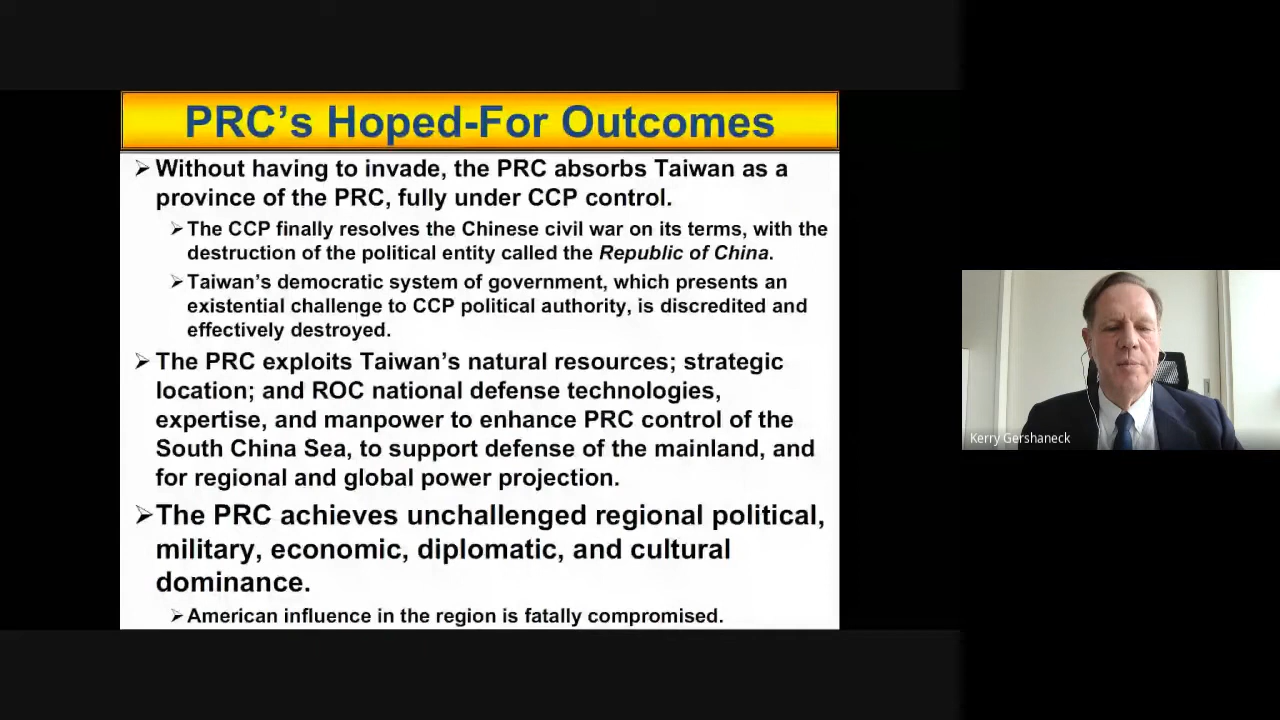 PRC’s Hoped-For Outcomes
➢ Without having to invade, the PRC absorbs Taiwan as a
province of the PRC, fully under CCP control.
➢ The CCP finally resolves the Chinese civil war on its terms, with the
destruction of the political entity called the Republic of China.
➢ Taiwan’s democratic system of government, which presents an
existential challenge to CCP political authority, is discredited and
effectively destroyed.
➢ The PRC exploits Taiwan’s natural resources; strategic
location; and ROC national defense technologies,
expertise, and manpower to enhance PRC control of the
South China Sea, to support defense of the mainland, and
for regional and global power projection.
➢ The PRC achieves unchallenged regional political,
military, economic, diplomatic, and cultural
dominance.
➢ American influence in the region is fatally compromised.
Kerry Gershaneck